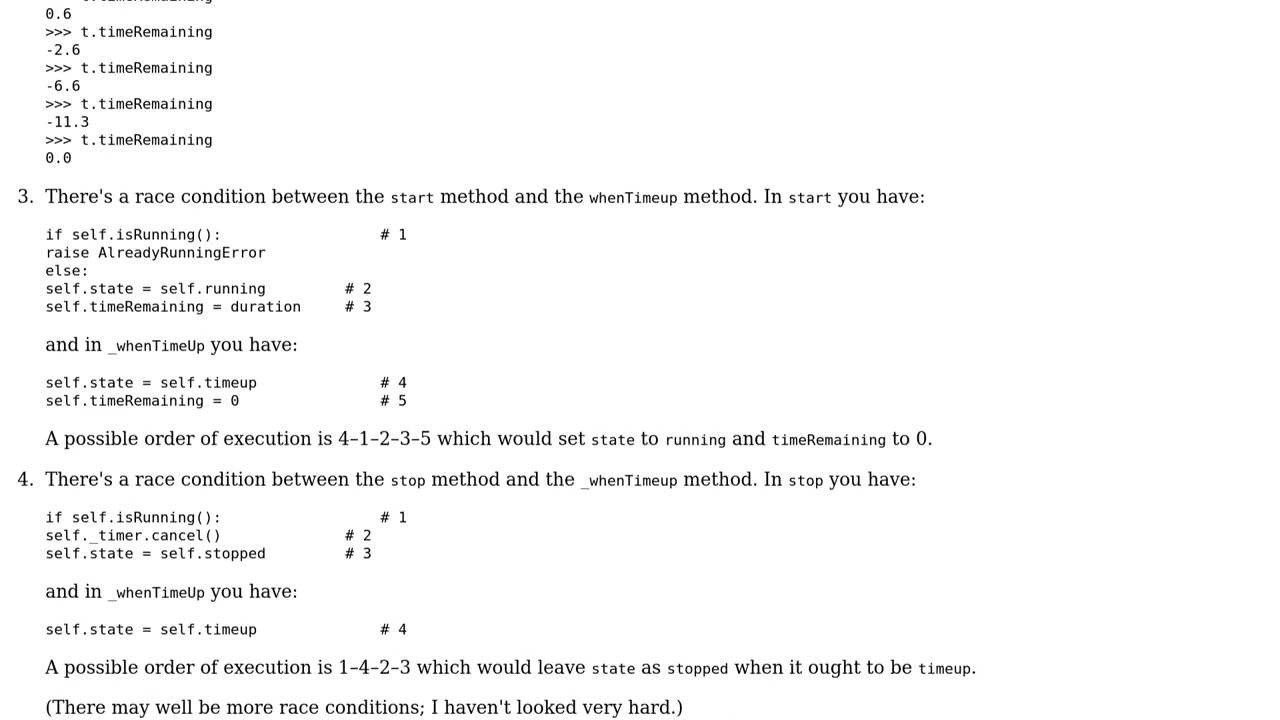 0.6
>>> t.timeRemaining
-2.6
>>> t.timeRemaining
-6.6
>>> t.timeRemaining
-11.3
>>> t.timeRemaining
0.0
3. There's a race condition between the start method and the whenTimeup method. In start you have:
if self.isRunning(): # 1
raise AlreadyRunningError
else:
self.state = self.running # 2
self.timeRemaining = duration # 3
and in _whenTimeUp you have:
self.state = self.timeup # 4
self.timeRemaining = 0 # 5
A possible order of execution is 4–1–2–3–5 which would set state to running and timeRemaining to 0.
4. There's a race condition between the stop method and the _whenTimeup method. In stop you have:
if self.isRunning(): # 1
self._timer.cancel() # 2
self.state = self.stopped # 3
and in _whenTimeUp you have:
self.state = self.timeup # 4
A possible order of execution is 1–4–2–3 which would leave state as stopped when it ought to be timeup.
(There may well be more race conditions; I haven't looked very hard.)